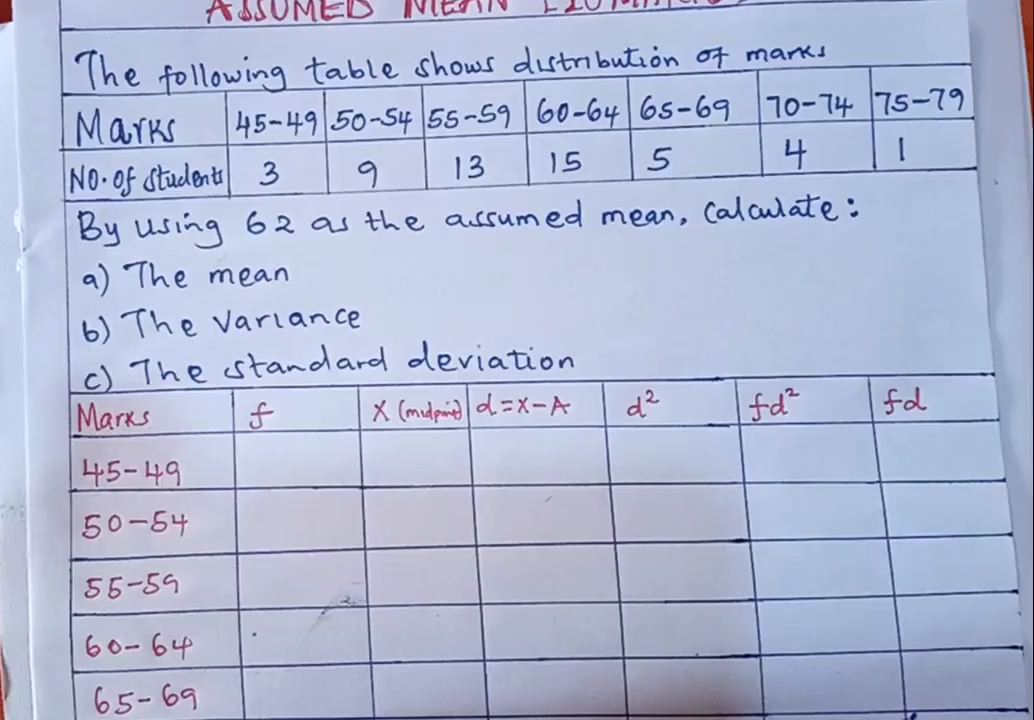 ASSUMED MEAN
The following table shows distribution of marks
Marks 45-49 50-54 55-59 60-64 65-69 70-74 75-79
NO. of students 3 9 13 15 5 4 1
By using 62 as the assumed mean, Calculate:
a) The mean
b) The variance
c) The standard deviation
Marks f X (midpoint) d=X-A d² fd² fd
45-49
50-54
55-59
60-64
65-69